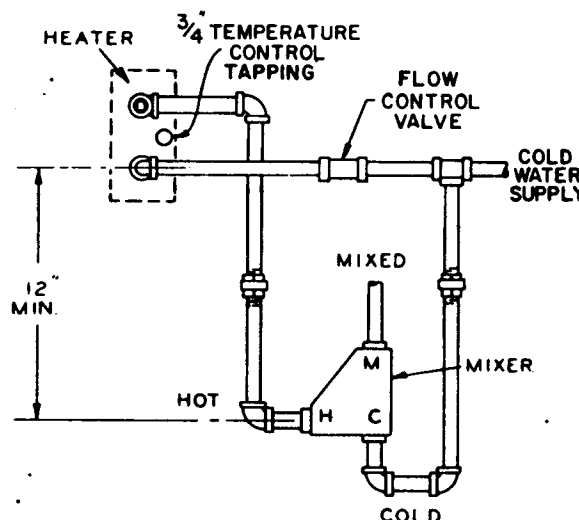 HEATER
3/4" TEMPERATURE
CONTROL
TAPPING
FLOW
CONTROL
VALVE
COLD
WATER
SUPPLY
12"
MIN.
MIXED
M
MIXER
HOT
H
C
COLD